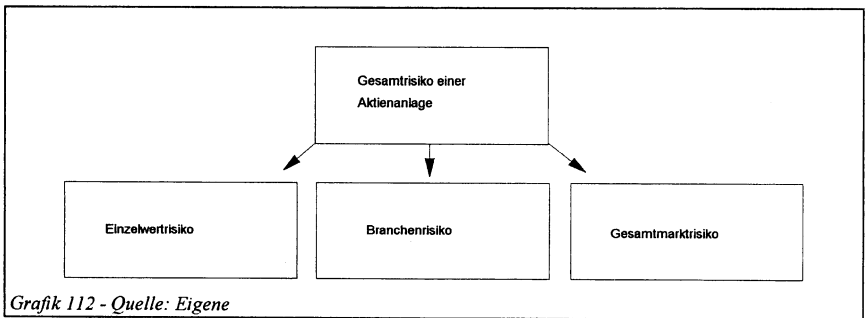 Gesamtrisiko einer
Aktienanlage
Einzelwertrisiko
Branchenrisiko
Gesamtmarktrisiko
Grafik 112 - Quelle: Eigene